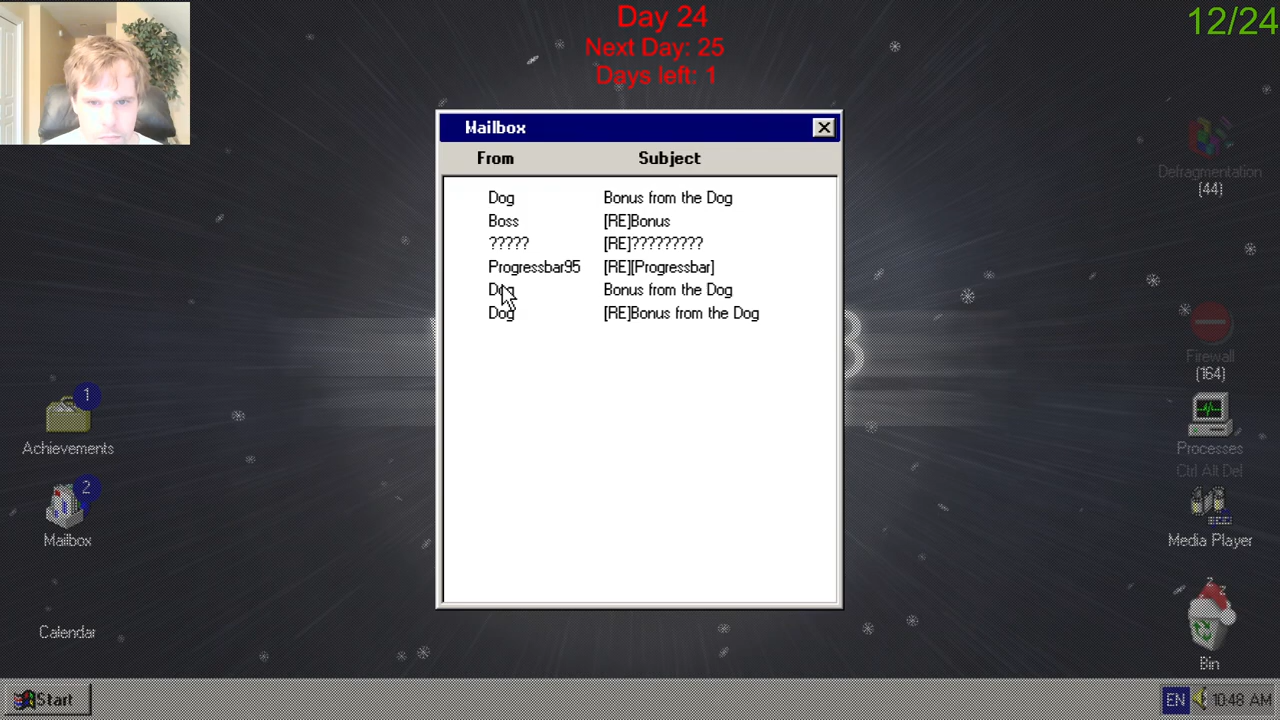 Day 24
Next Day: 25
Days left: 1
12/24
Mailbox
From Subject
Dog Bonus from the Dog
Boss [RE]Bonus
????? [RE]?????????
Progressbar95 [RE][Progressbar]
Dog Bonus from the Dog
Dog [RE]Bonus from the Dog
Defragmentation
(44)
Firewall
(164)
Processes
Ctrl Alt Del
Media Player
Bin
1
Achievements
2
Mailbox
Calendar
Start
EN 10:48 AM